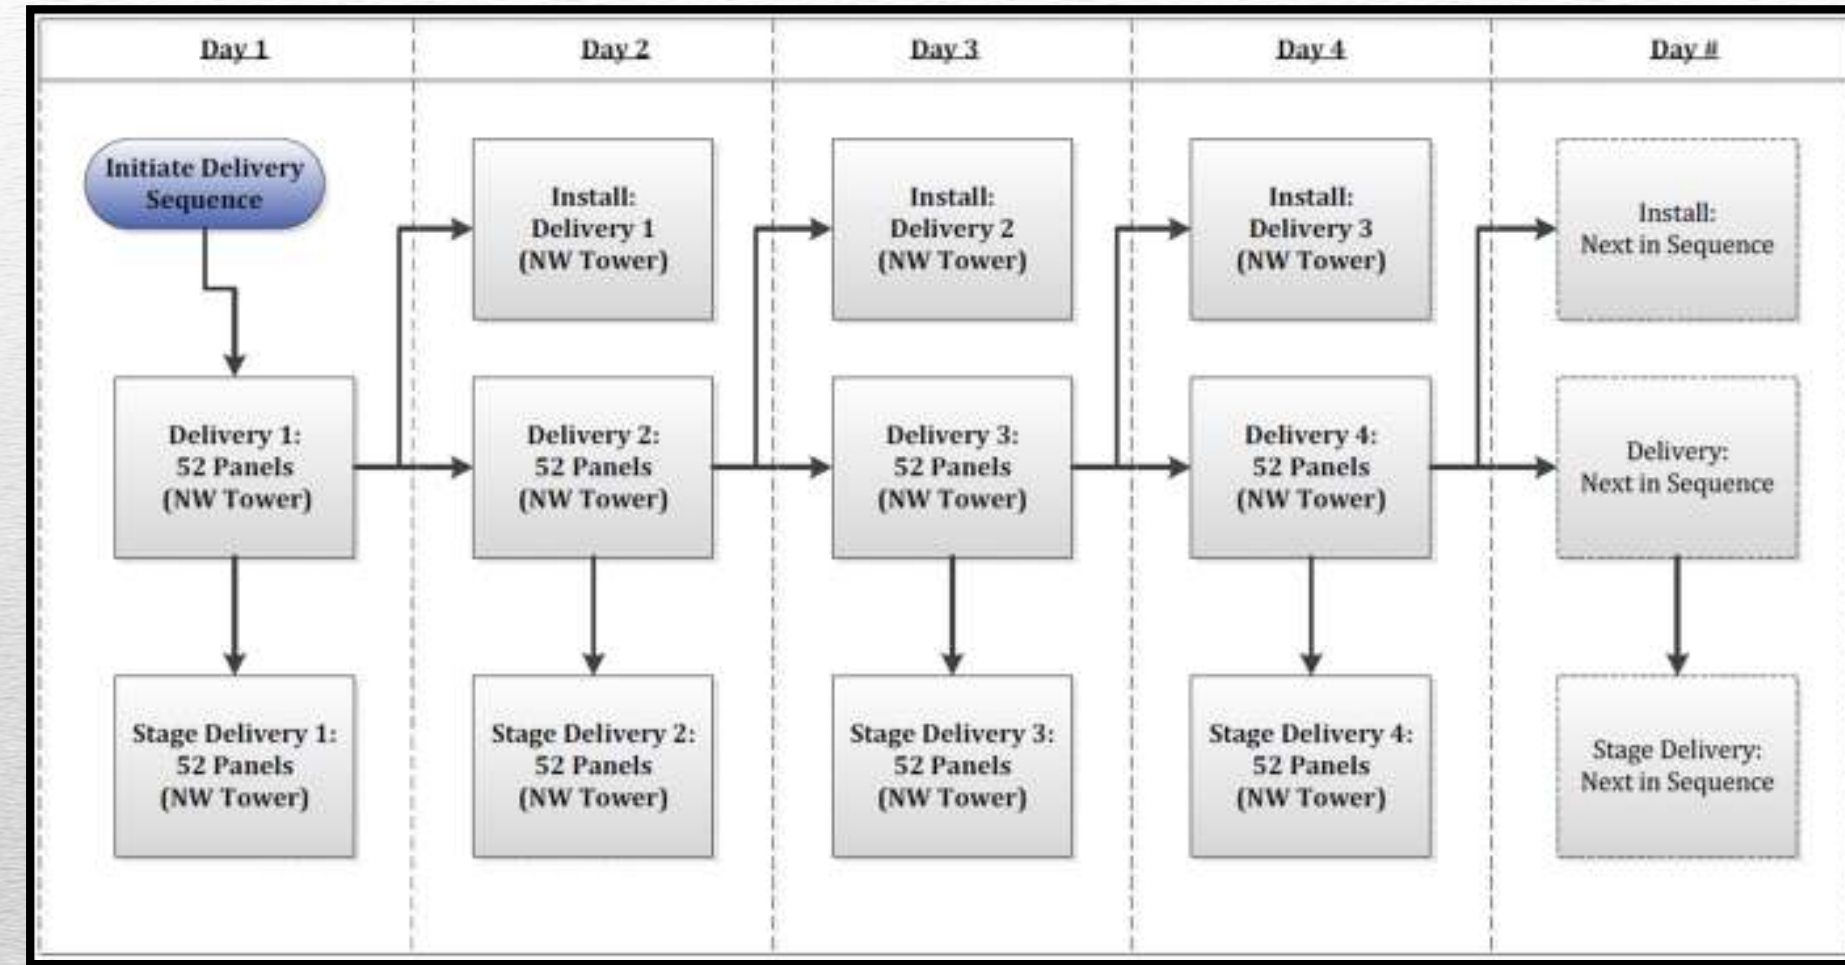 Day 1
Day 2
Day 3
Day 4
Day #
Initiate Delivery
Sequence
Install:
Delivery 1
(NW Tower)
Install:
Delivery 2
(NW Tower)
Install:
Delivery 3
(NW Tower)
Install:
Next in Sequence
Delivery 1:
52 Panels
(NW Tower)
Delivery 2:
52 Panels
(NW Tower)
Delivery 3:
52 Panels
(NW Tower)
Delivery 4:
52 Panels
(NW Tower)
Delivery:
Next in Sequence
Stage Delivery 1:
52 Panels
(NW Tower)
Stage Delivery 2:
52 Panels
(NW Tower)
Stage Delivery 3:
52 Panels
(NW Tower)
Stage Delivery 4:
52 Panels
(NW Tower)
Stage Delivery:
Next in Sequence